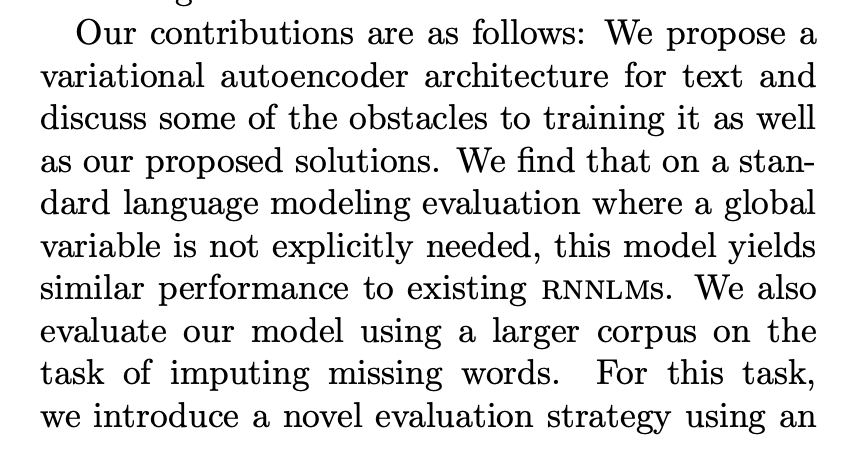 Our contributions are as follows: We propose a
variational autoencoder architecture for text and
discuss some of the obstacles to training it as well
as our proposed solutions. We find that on a stan-
dard language modeling evaluation where a global
variable is not explicitly needed, this model yields
similar performance to existing RNNLMs. We also
evaluate our model using a larger corpus on the
task of imputing missing words. For this task,
we introduce a novel evaluation strategy using an